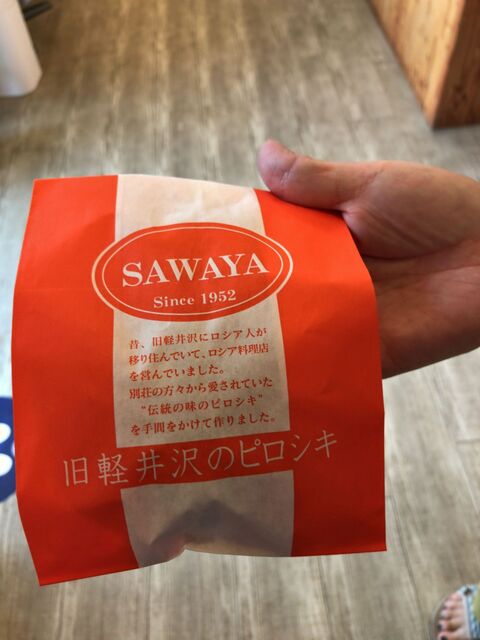 SAWAYA
Since 1952
昔、旧軽井沢にロシア人が
移り住んでいて、ロシア料理店
を営んでいました。
別荘の方々から愛されていた
“伝統の味のピロシキ”
を手間をかけて作りました。
旧軽井沢のピロシキ